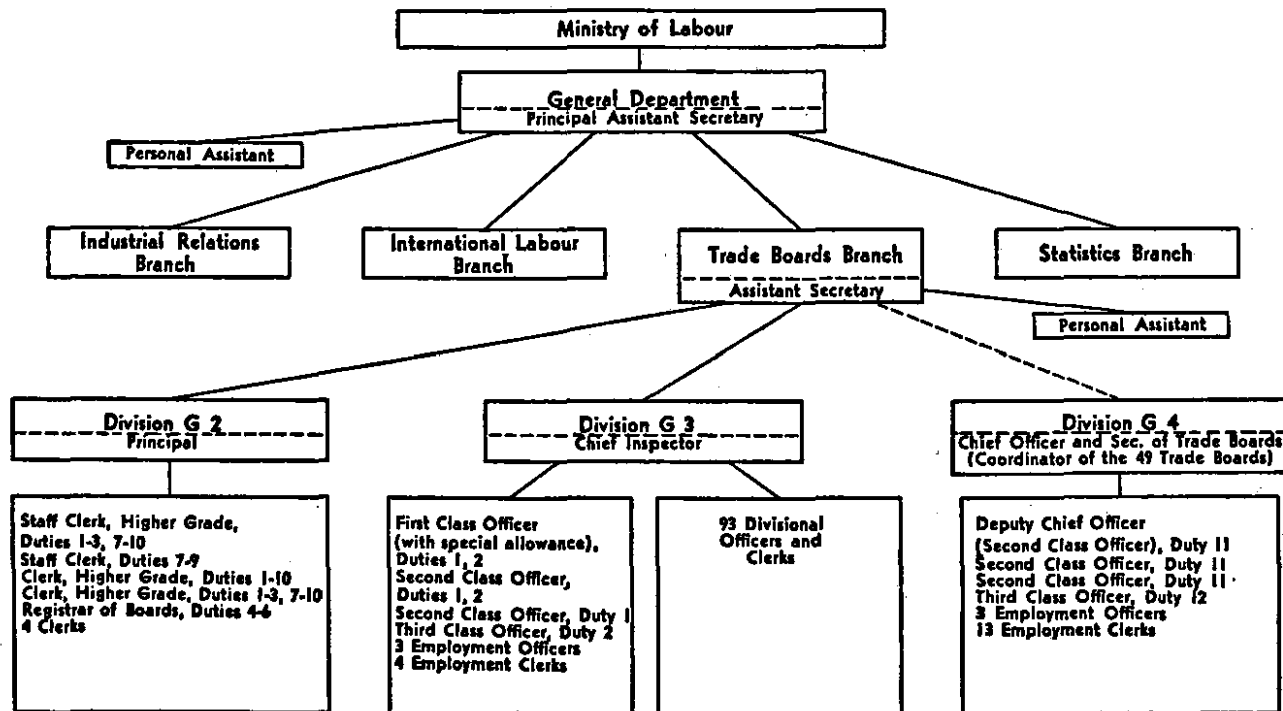 Ministry of Labour
General Department
Principal Assistant Secretary
Personal Assistant
Industrial Relations
Branch
International Labour
Branch
Trade Boards Branch
Assistant Secretary
Statistics Branch
Personal Assistant
Division G 2
Principal
Division G 3
Chief Inspector
Division G 4
Chief Officer and Sec. of Trade Boards
(Coordinator of the 49 Trade Boards)
Staff Clerk, Higher Grade,
Duties 1-3, 7-10
Staff Clerk, Duties 7-9
Clerk, Higher Grade, Duties 1-10
Clerk, Higher Grade, Duties 1-3, 7-10
Registrar of Boards, Duties 4-6
4 Clerks
First Class Officer
(with special allowance),
Duties 1, 2
Second Class Officer,
Duties 1, 2
Second Class Officer, Duty 1
Third Class Officer, Duty 2
3 Employment Officers
4 Employment Clerks
93 Divisional
Officers and
Clerks
Deputy Chief Officer
(Second Class Officer), Duty 11
Second Class Officer, Duty 11
Second Class Officer, Duty 11
Third Class Officer, Duty 12
3 Employment Officers
13 Employment Clerks